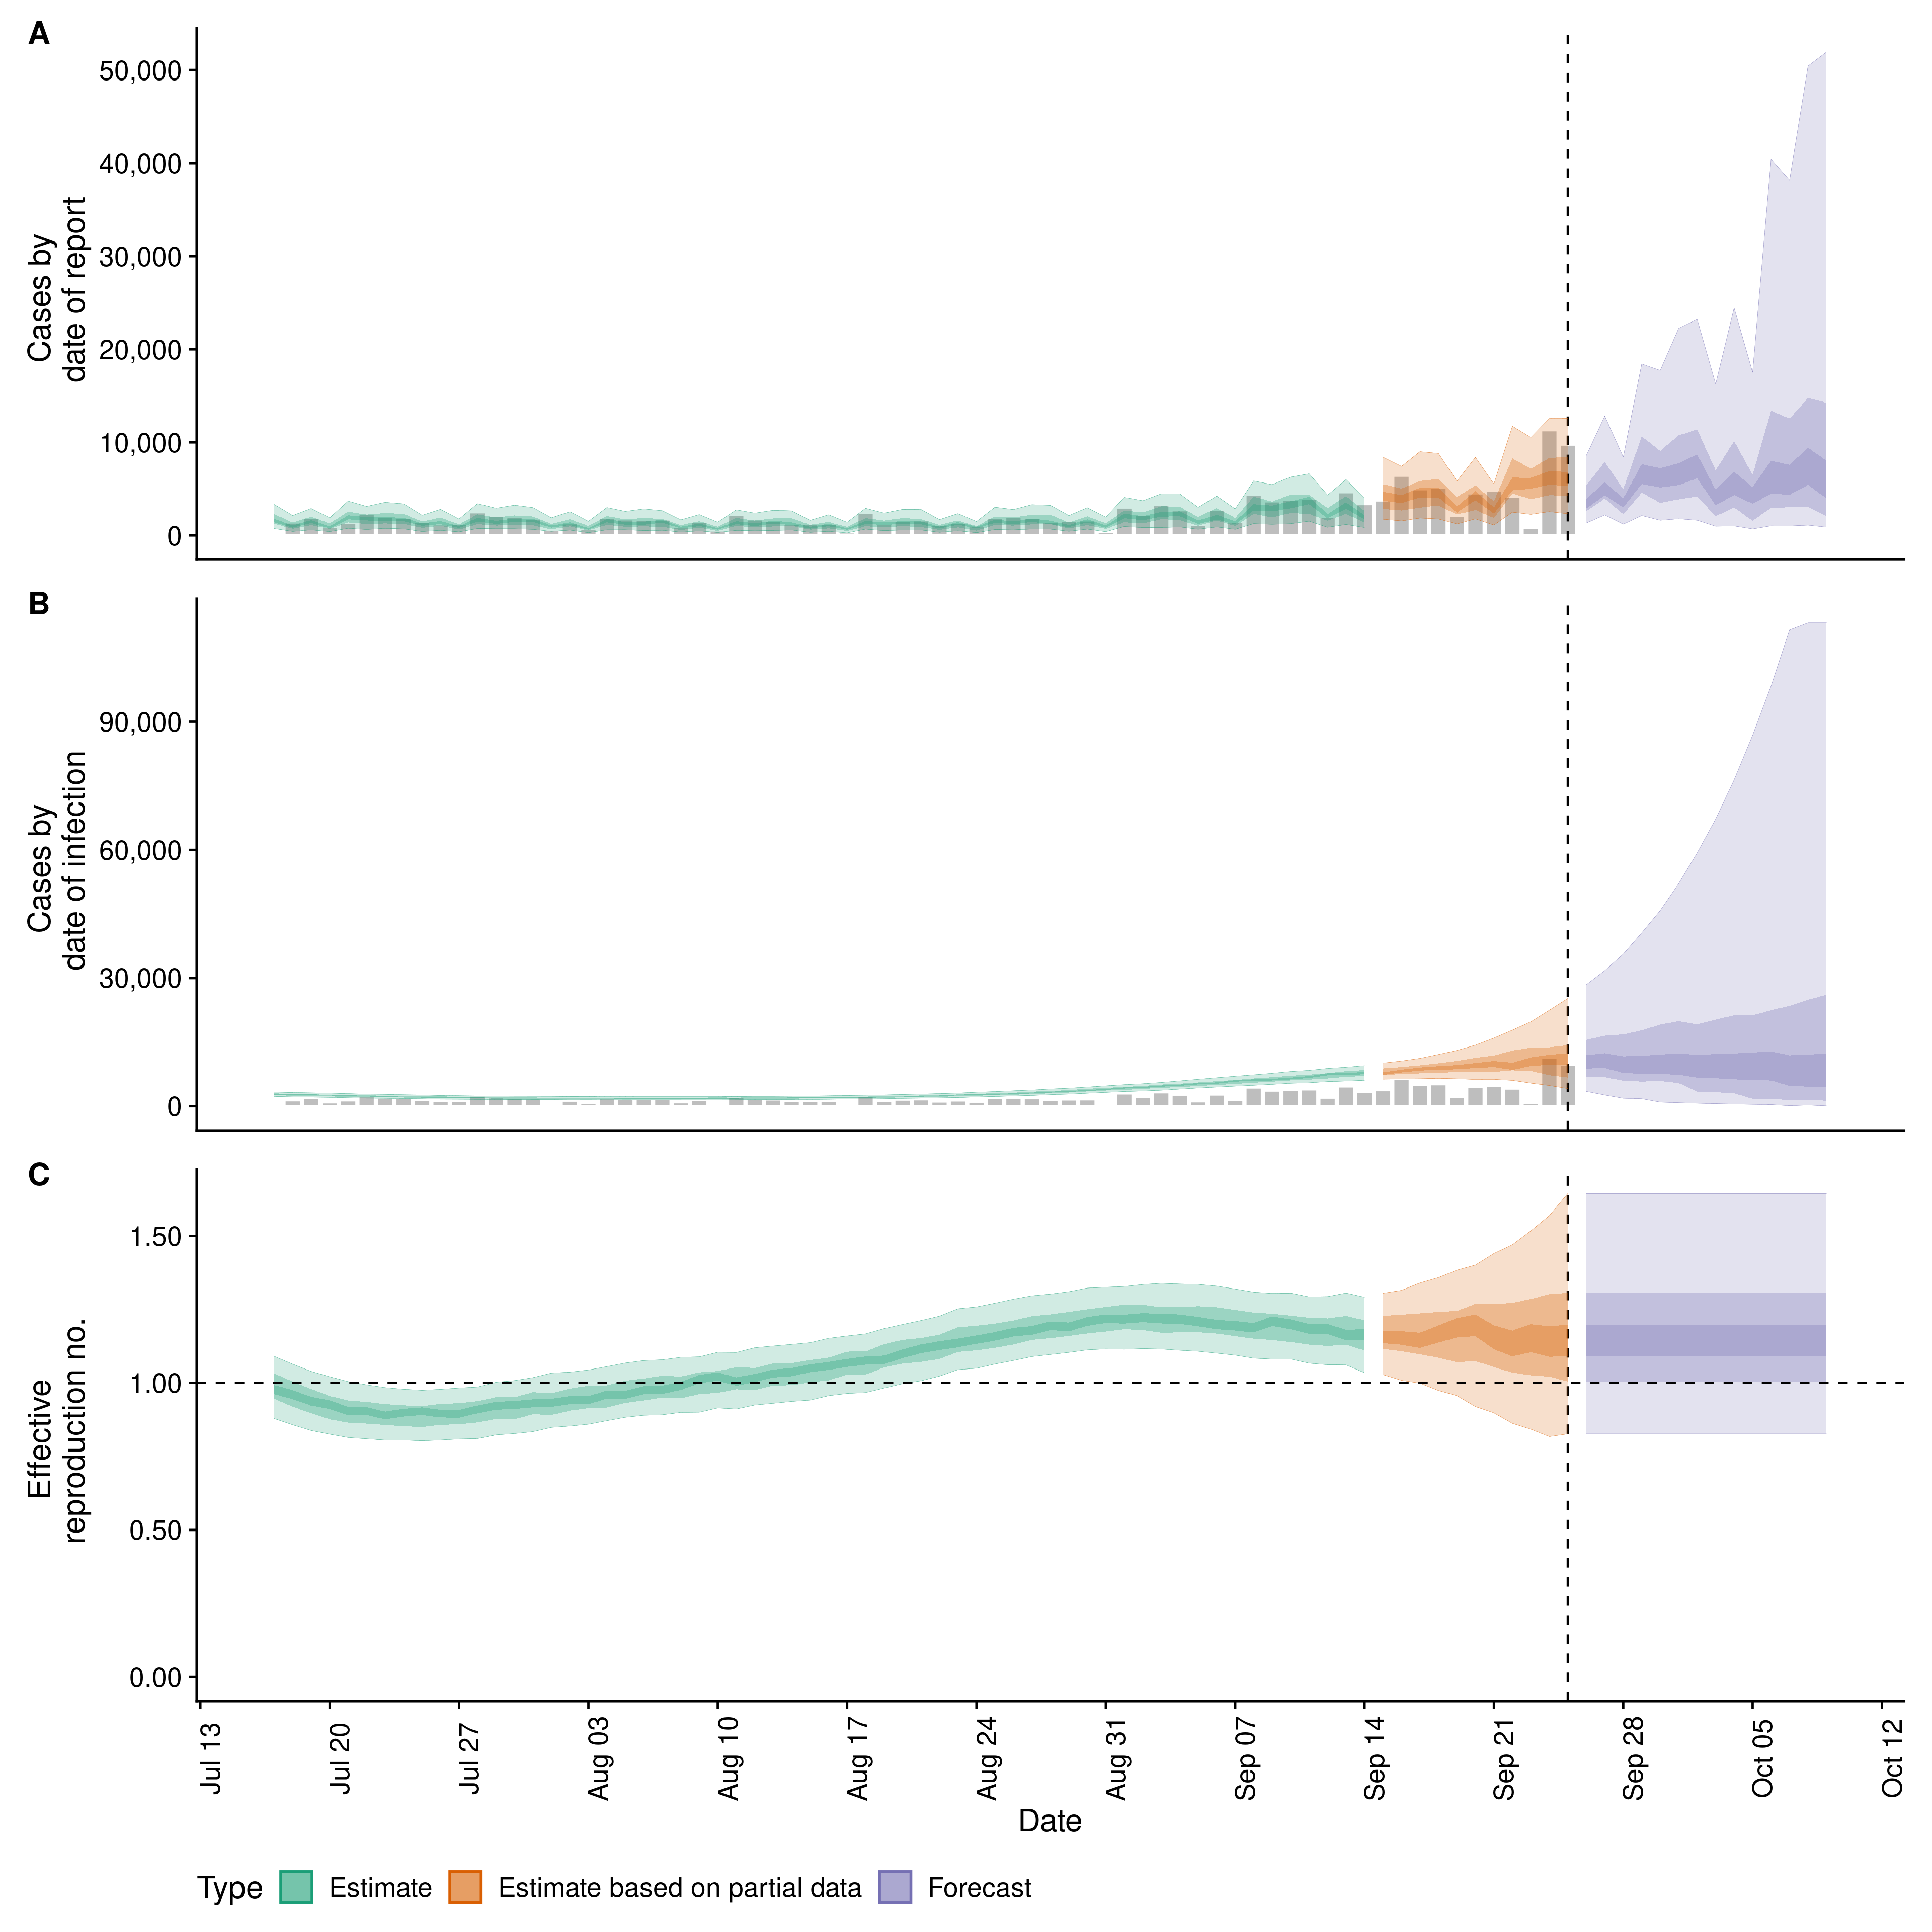 A
50,000
40,000
30,000
20,000
10,000
0
Cases by
date of report
B
90,000
60,000
30,000
0
Cases by
date of infection
C
1.50
1.00
0.50
0.00
Effective
reproduction no.
Jul 13
Jul 20
Jul 27
Aug 03
Aug 10
Aug 17
Aug 24
Aug 31
Sep 07
Sep 14
Sep 21
Sep 28
Oct 05
Oct 12
Date
Type Estimate Estimate based on partial data Forecast